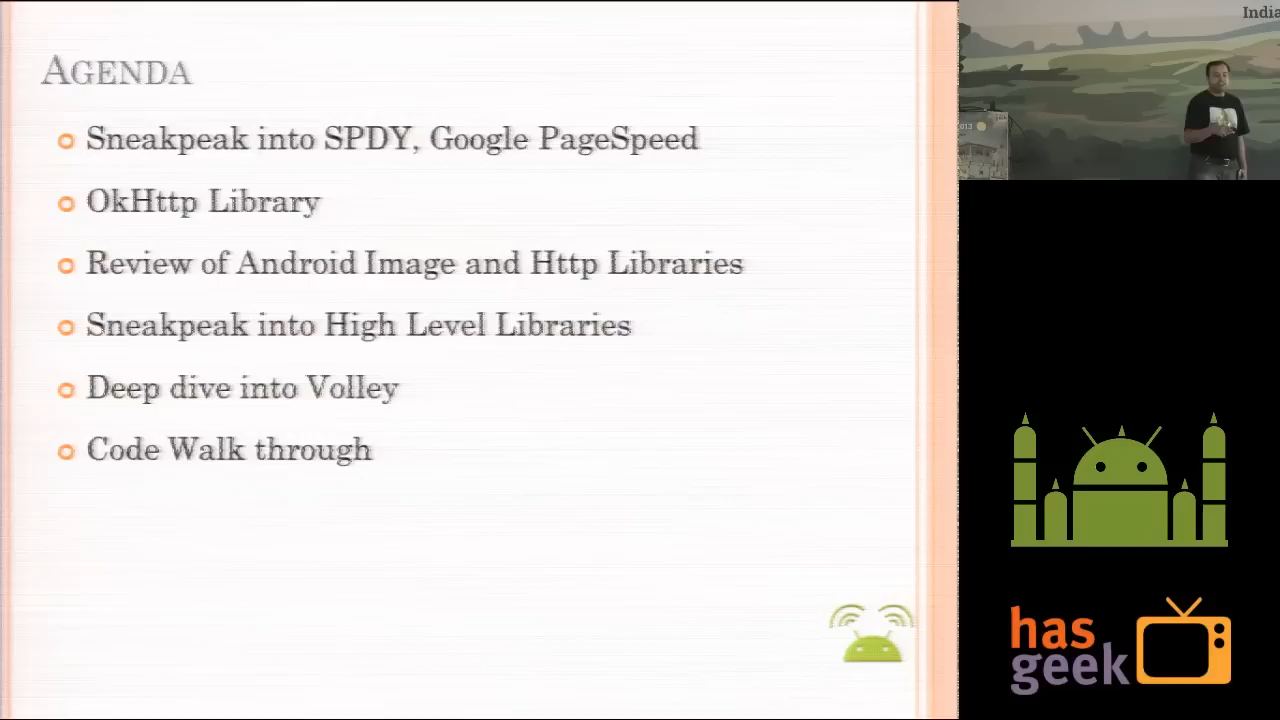 AGENDA
Sneakpeak into SPDY, Google PageSpeed
OkHttp Library
Review of Android Image and Http Libraries
Sneakpeak into High Level Libraries
Deep dive into Volley
Code Walk through
India
013
has
geek